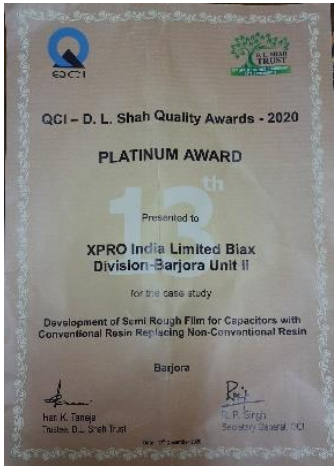 QCI
D. L. SHAH
TRUST
QCI – D. L. Shah Quality Awards - 2020
PLATINUM AWARD
13th
Presented to
XPRO India Limited Biax
Division-Barjora Unit II
for the case study
Development of Semi Rough Film for Capacitors with
Conventional Resin Replacing Non-Conventional Resin
Barjora
Hari K. Taneja
Trustee, D.L. Shah Trust
R. P. Singh
Secretary General, QCI